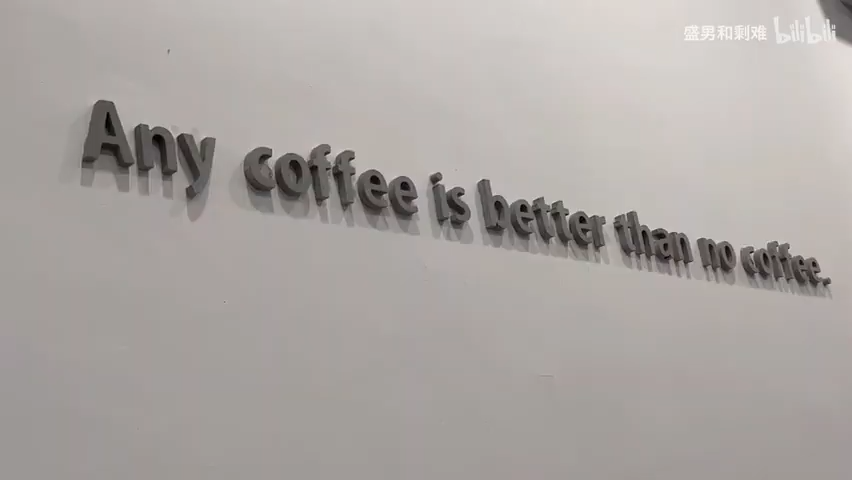 盛男和剩难 bilibili
Any coffee is better than no coffee.